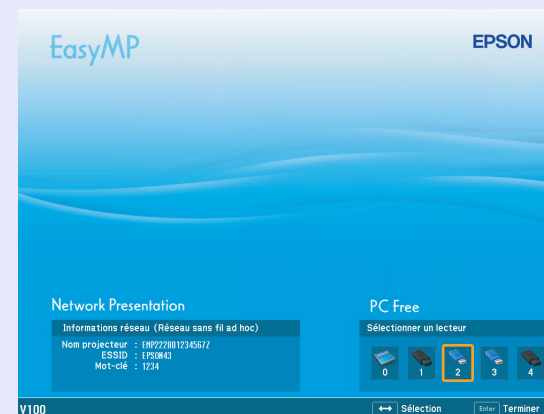 EasyMP
EPSON
Network Presentation
Informations réseau (Réseau sans fil ad hoc)
Nom projecteur : EMP2228012345678Z
ESSID : EPSON43
Mot-clé : 1234
PC Free
Sélectionner un lecteur
0 1 2 3 4
V100
Sélection Enter Terminer